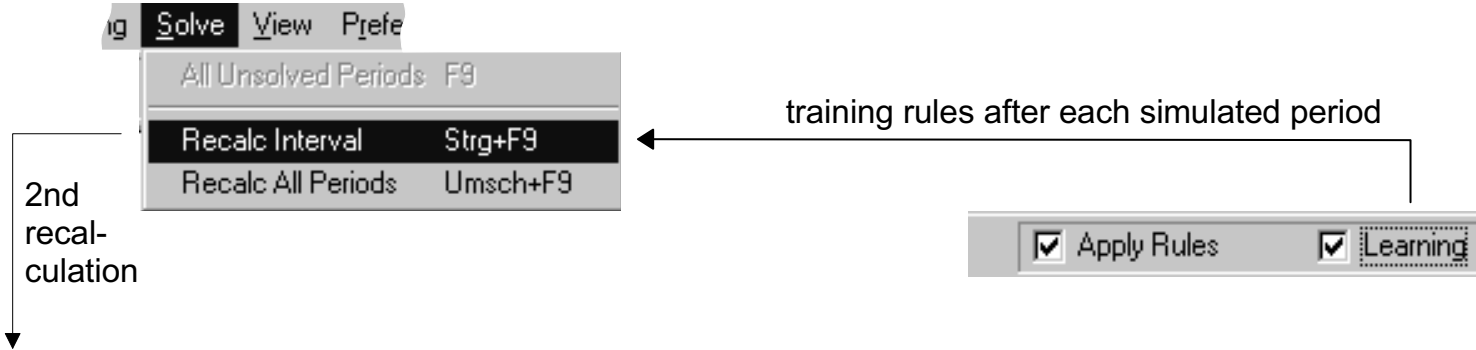 ng Solve View Prefe
All Unsolved Periods F9
training rules after each simulated period
Recalc Interval Strg+F9
Recalc All Periods Umsch+F9
2nd
recal-
culation
Apply Rules Learning